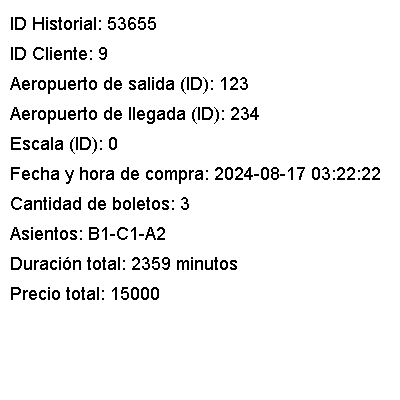 ID Historial: 53655
ID Cliente: 9
Aeropuerto de salida (ID): 123
Aeropuerto de llegada (ID): 234
Escala (ID): 0
Fecha y hora de compra: 2024-08-17 03:22:22
Cantidad de boletos: 3
Asientos: B1-C1-A2
Duración total: 2359 minutos
Precio total: 15000